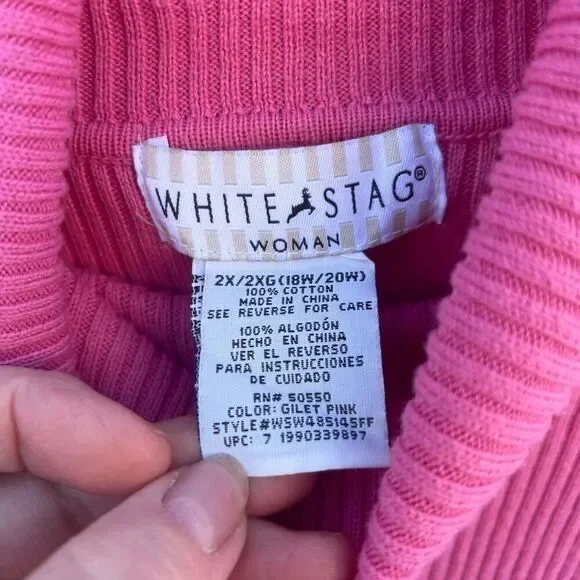 WHITE STAG®
WOMAN
2X/2XG(18W/20W)
100% COTTON
MADE IN CHINA
SEE REVERSE FOR CARE
100% ALGODÓN
HECHO EN CHINA
VER EL REVERSO
PARA INSTRUCCIONES
DE CUIDADO
RN# 50550
COLOR: GILET PINK
STYLE#WSW485145FF
UPC: 7 1990339897